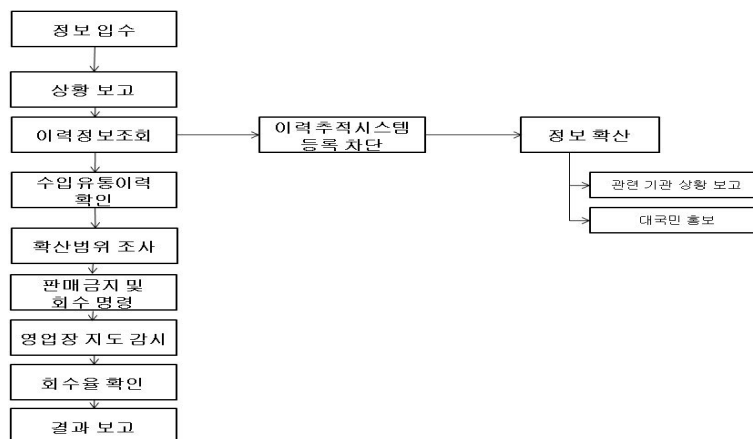 정보 입수
상황 보고
이력정보조회
이력추적시스템
등록 차단
정보 확산
수입유통이력
확인
관련 기관 상황 보고
대국민 홍보
확산범위 조사
판매금지 및
회수 명령
영업장 지도 감시
회수율 확인
결과 보고